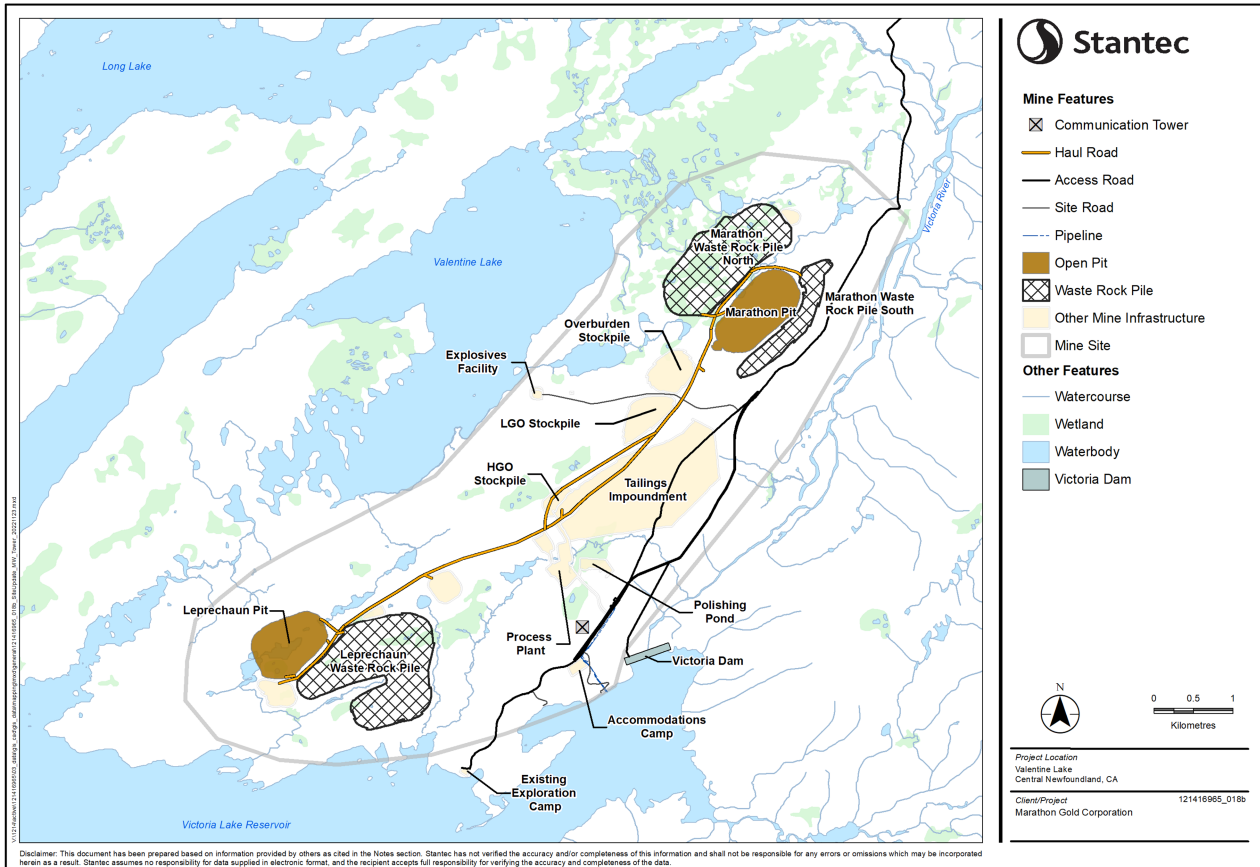 Long Lake
Valentine Lake
Victoria River
Marathon
Waste Rock Pile
North
Marathon Pit
Marathon Waste
Rock Pile South
Overburden
Stockpile
Explosives
Facility
LGO Stockpile
HGO
Stockpile
Tailings
Impoundment
Leprechaun Pit
Leprechaun
Waste Rock Pile
Process
Plant
Polishing
Pond
Victoria Dam
Accommodations
Camp
Existing
Exploration
Camp
Victoria Lake Reservoir
Stantec
Mine Features
Communication Tower
Haul Road
Access Road
Site Road
Pipeline
Open Pit
Waste Rock Pile
Other Mine Infrastructure
Mine Site
Other Features
Watercourse
Wetland
Waterbody
Victoria Dam
N
0 0.5 1
Kilometres
Project Location
Valentine Lake
Central Newfoundland, CA
Client/Project 121416965_018b
Marathon Gold Corporation
Disclaimer: This document has been prepared based on information provided by others as cited in the Notes section. Stantec has not verified the accuracy and/or completeness of this information and shall not be responsible for any errors or omissions which may be incorporated
herein as a result. Stantec assumes no responsibility for data supplied in electronic format, and the recipient accepts full responsibility for verifying the accuracy and completeness of the data.